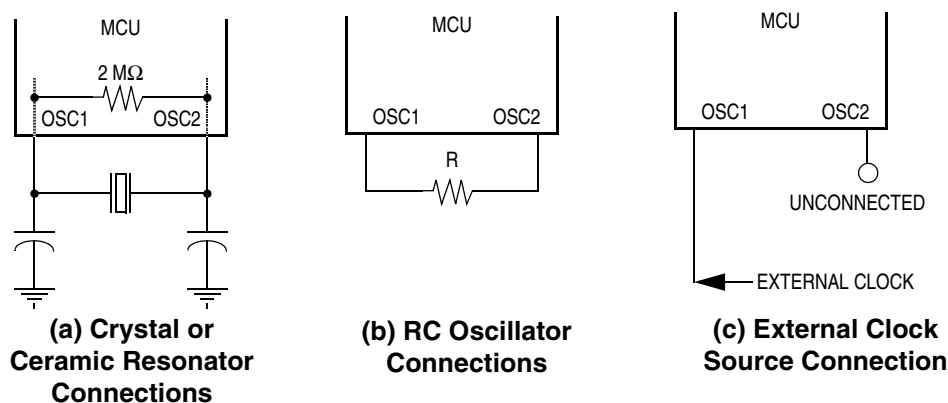 MCU
2 MΩ
OSC1 OSC2
(a) Crystal or
Ceramic Resonator
Connections
MCU
OSC1 OSC2
R
(b) RC Oscillator
Connections
MCU
OSC1 OSC2
UNCONNECTED
EXTERNAL CLOCK
(c) External Clock
Source Connection